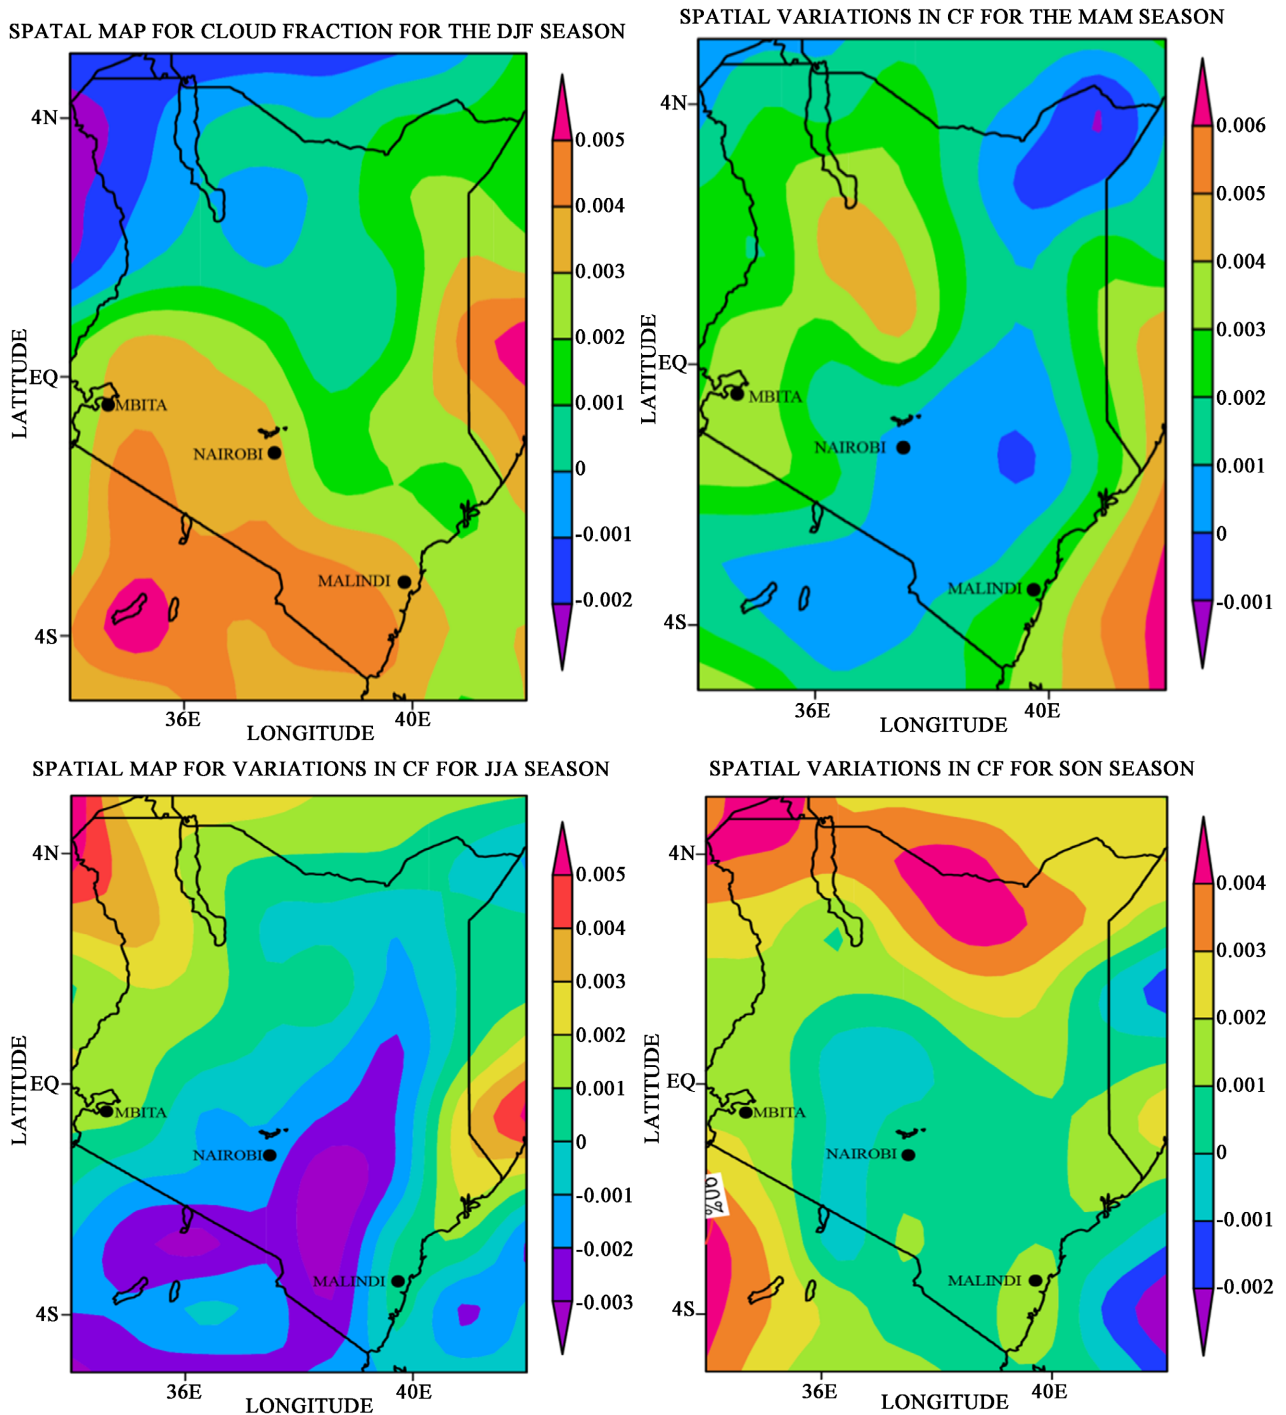 SPATAL MAP FOR CLOUD FRACTION FOR THE DJF SEASON
4N
EQ
4S
LATITUDE
MBITA
NAIROBI
MALINDI
36E
40E
LONGITUDE
0.005
0.004
0.003
0.002
0.001
0
-0.001
-0.002
SPATIAL VARIATIONS IN CF FOR THE MAM SEASON
4N
EQ
4S
LATITUDE
MBITA
NAIROBI
MALINDI
36E
40E
LONGITUDE
0.006
0.005
0.004
0.003
0.002
0.001
0
-0.001
SPATIAL MAP FOR VARIATIONS IN CF FOR JJA SEASON
4N
EQ
4S
LATITUDE
MBITA
NAIROBI
MALINDI
36E
40E
LONGITUDE
0.005
0.004
0.003
0.002
0.001
0
-0.001
-0.002
-0.003
SPATIAL VARIATIONS IN CF FOR SON SEASON
4N
EQ
4S
LATITUDE
MBITA
NAIROBI
MALINDI
36E
40E
LONGITUDE
0.004
0.003
0.002
0.001
0
-0.001
-0.002